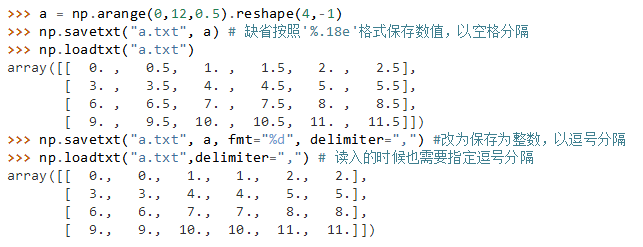 >>> a = np.arange(0,12,0.5).reshape(4,-1)
>>> np.savetxt("a.txt", a) # 缺省按照'%.18e'格式保存数值，以空格分隔
>>> np.loadtxt("a.txt")
array([[  0. ,   0.5,   1. ,   1.5,   2. ,   2.5],
       [  3. ,   3.5,   4. ,   4.5,   5. ,   5.5],
       [  6. ,   6.5,   7. ,   7.5,   8. ,   8.5],
       [  9. ,   9.5,  10. ,  10.5,  11. ,  11.5]])
>>> np.savetxt("a.txt", a, fmt="%d", delimiter=",") #改为保存为整数，以逗号分隔
>>> np.loadtxt("a.txt",delimiter=",") # 读入的时候也需要指定逗号分隔
array([[  0.,   0.,   1.,   1.,   2.,   2.],
       [  3.,   3.,   4.,   4.,   5.,   5.],
       [  6.,   6.,   7.,   7.,   8.,   8.],
       [  9.,   9.,  10.,  10.,  11.,  11.]])